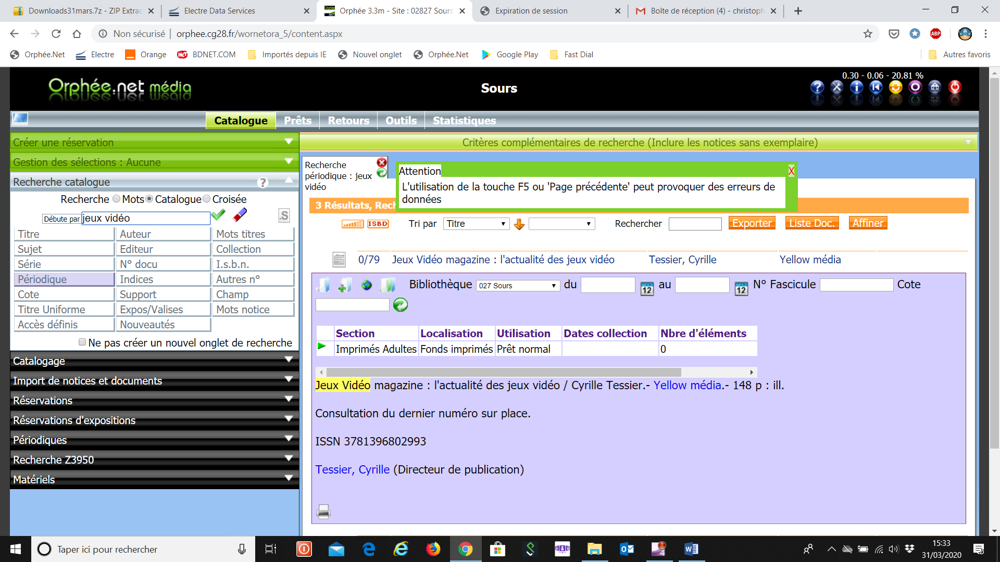 Downloads31mars.7z - ZIP Extrac
Electre Data Services
Orphée 3.3m - Site : 02827 Sours
Expiration de session
Boîte de réception (4) - christoph
Non sécurisé | orphee.cg28.fr/wornetora_5/content.aspx
ABP
Orphée.Net Electre Orange BDNET.COM Importés depuis IE Nouvel onglet Orphée.Net Google Play Fast Dial Autres favoris
Orphée.net média
Sours
0.30 - 0.06 - 20.81 %
Catalogue Prêts Retours Outils Statistiques
Créer une réservation
Gestion des sélections : Aucune
Recherche catalogue ?
Recherche Mots Catalogue Croisée
Débute par jeux vidéo .S
Titre Auteur Mots titres
Sujet Editeur Collection
Série N° docu I.s.b.n.
Périodique Indices Autres n°
Cote Support Champ
Titre Uniforme Expos/Valises Mots notice
Accès définis Nouveautés
Ne pas créer un nouvel onglet de recherche
Catalogage
Import de notices et documents
Réservations
Réservations d'expositions
Périodiques
Recherche Z3950
Matériels
Critères complémentaires de recherche (Inclure les notices sans exemplaire)
Recherche
périodique : jeux
vidéo
Attention X
L'utilisation de la touche F5 ou 'Page précédente' peut provoquer des erreurs de
données
3 Résultats, Rech
ISBD Tri par Titre Rechercher Exporter Liste Doc. Affiner
0/79 Jeux Vidéo magazine : l'actualité des jeux vidéo Tessier, Cyrille Yellow média
Bibliothèque 027 Sours du 12 au 12 N° Fascicule Cote
Section Localisation Utilisation Dates collection Nbre d'éléments
Imprimés Adultes Fonds imprimés Prêt normal 0
Jeux Vidéo magazine : l'actualité des jeux vidéo / Cyrille Tessier.- Yellow média.- 148 p : ill.
Consultation du dernier numéro sur place.
ISSN 3781396802993
Tessier, Cyrille (Directeur de publication)
Taper ici pour rechercher
15:33
31/03/2020